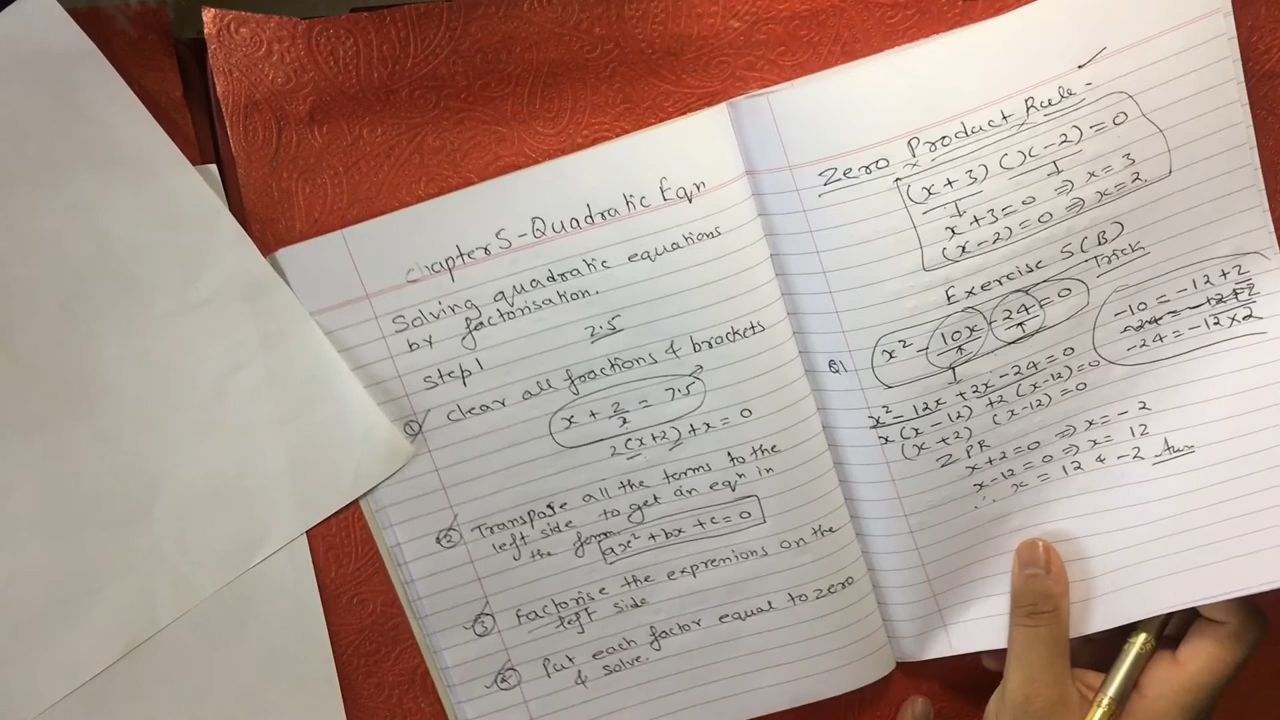 Chapter 5-Quadratic Eqn
Solving quadratic equations
by factorisation.
2.5
step 1
① Clear all fractions & brackets
x + 2/x = 7.5
2(x+2) + x = 0
② Transpose all the terms to the
left side to get an eqn in
the form
ax² + bx + c = 0
③ Factorise the expressions on the
left side
④ Put each factor equal to zero
& solve.
Zero Product Rule -
(x+3) (x-2) = 0
x+3=0 ⇒ x = 3
(x-2) = 0 ⇒ x=2
Exercise 5(B)
Trick
Q1 x² - 10x - 24 = 0
-10 = -12+2
-24 = -12+2
-24 = -12×2
x² - 12x + 2x - 24 = 0
x(x-12) +2(x-12)=0
(x+2) (x-12)=0
ZPR
x+2=0 ⇒ x=-2
x-12=0 ⇒ x= 12
∴ x = 12 & -2 Ans